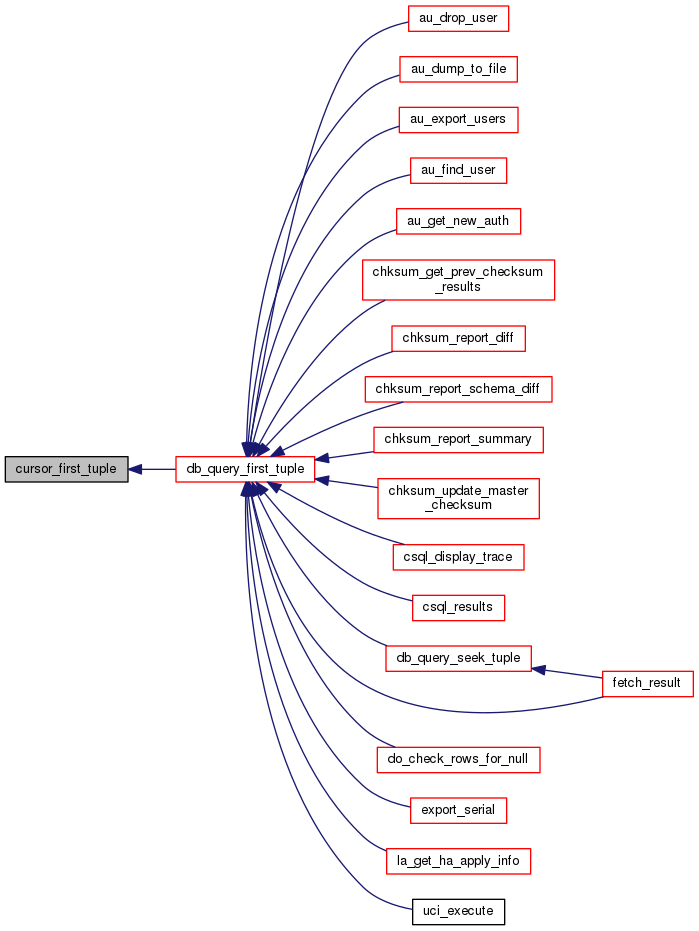 au_drop_user
au_dump_to_file
au_export_users
au_find_user
au_get_new_auth
chksum_get_prev_checksum
_results
chksum_report_diff
chksum_report_schema_diff
chksum_report_summary
cursor_first_tuple
db_query_first_tuple
chksum_update_master
_checksum
csql_display_trace
csql_results
db_query_seek_tuple
fetch_result
do_check_rows_for_null
export_serial
la_get_ha_apply_info
uci_execute